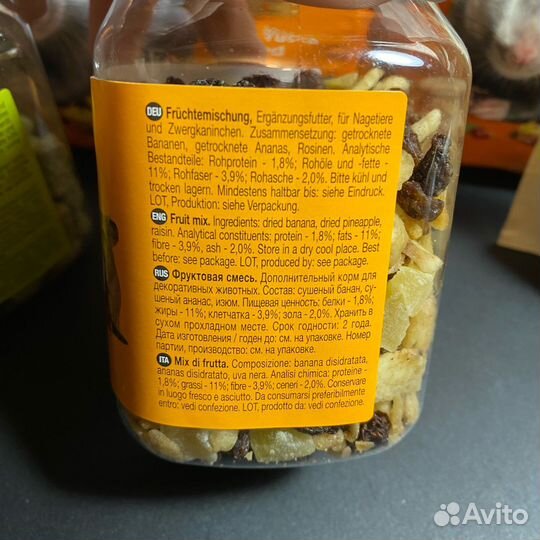 DEU Früchtemischung, Ergänzungsfutter, für Nagetiere
und Zwergkaninchen. Zusammensetzung: getrocknete
Bananen, getrocknete Ananas, Rosinen. Analytische
Bestandteile: Rohprotein - 1,8%; Rohöle und -fette -
11%; Rohfaser - 3,9%; Rohasche - 2,0%. Bitte kühl und
trocken lagern. Mindestens haltbar bis: siehe Eindruck.
LOT, Produktion: siehe Verpackung.
ENG Fruit mix. Ingredients: dried banana, dried pineapple,
raisin. Analytical constituents: protein - 1,8%; fats - 11%;
fibre - 3,9%, ash - 2,0%. Store in a dry cool place. Best
before: see package. LOT, produced by: see package.
RUS Фруктовая смесь. Дополнительный корм для
декоративных животных. Состав: сушеный банан, су-
шеный ананас, изюм. Пищевая ценность: белки - 1,8%;
жиры - 11%; клетчатка - 3,9%; зола - 2,0%. Хранить в
сухом прохладном месте. Срок годности: 2 года.
Дата изготовления / годен до: см. на упаковке. Номер
партии, производство: см. на упаковке.
ITA Mix di frutta. Composizione: banana disidratata,
ananas disidratato, uva nera. Analisi chimica: proteine -
1,8%; grassi - 11%; fibre - 3,9%; ceneri - 2,0%. Conservare
in luogo fresco e asciutto. Da consumarsi preferibilmente
entro: vedi confezione. LOT, prodotto da: vedi confezione.
Avito